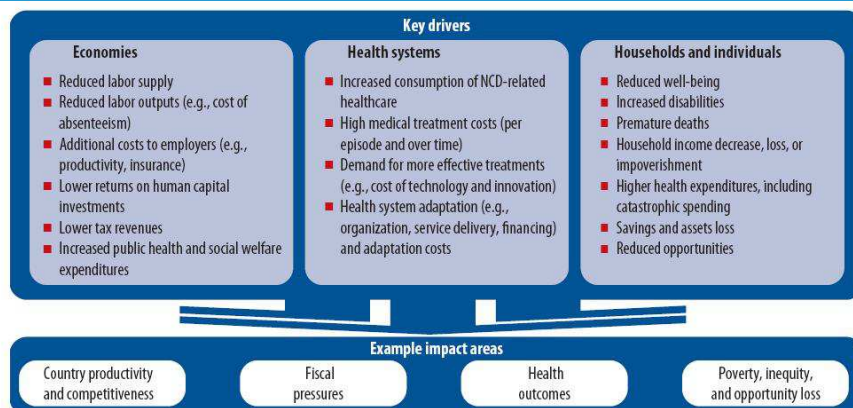 Key drivers
Economies
Reduced labor supply
Reduced labor outputs (e.g., cost of
absenteeism)
Additional costs to employers (e.g.,
productivity, insurance)
Lower returns on human capital
investments
Lower tax revenues
Increased public health and social welfare
expenditures
Health systems
Increased consumption of NCD-related
healthcare
High medical treatment costs (per
episode and over time)
Demand for more effective treatments
(e.g., cost of technology and innovation)
Health system adaptation (e.g.,
organization, service delivery, financing)
and adaptation costs
Households and individuals
Reduced well-being
Increased disabilities
Premature deaths
Household income decrease, loss, or
impoverishment
Higher health expenditures, including
catastrophic spending
Savings and assets loss
Reduced opportunities
Example impact areas
Country productivity
and competitiveness
Fiscal
pressures
Health
outcomes
Poverty, inequity,
and opportunity loss